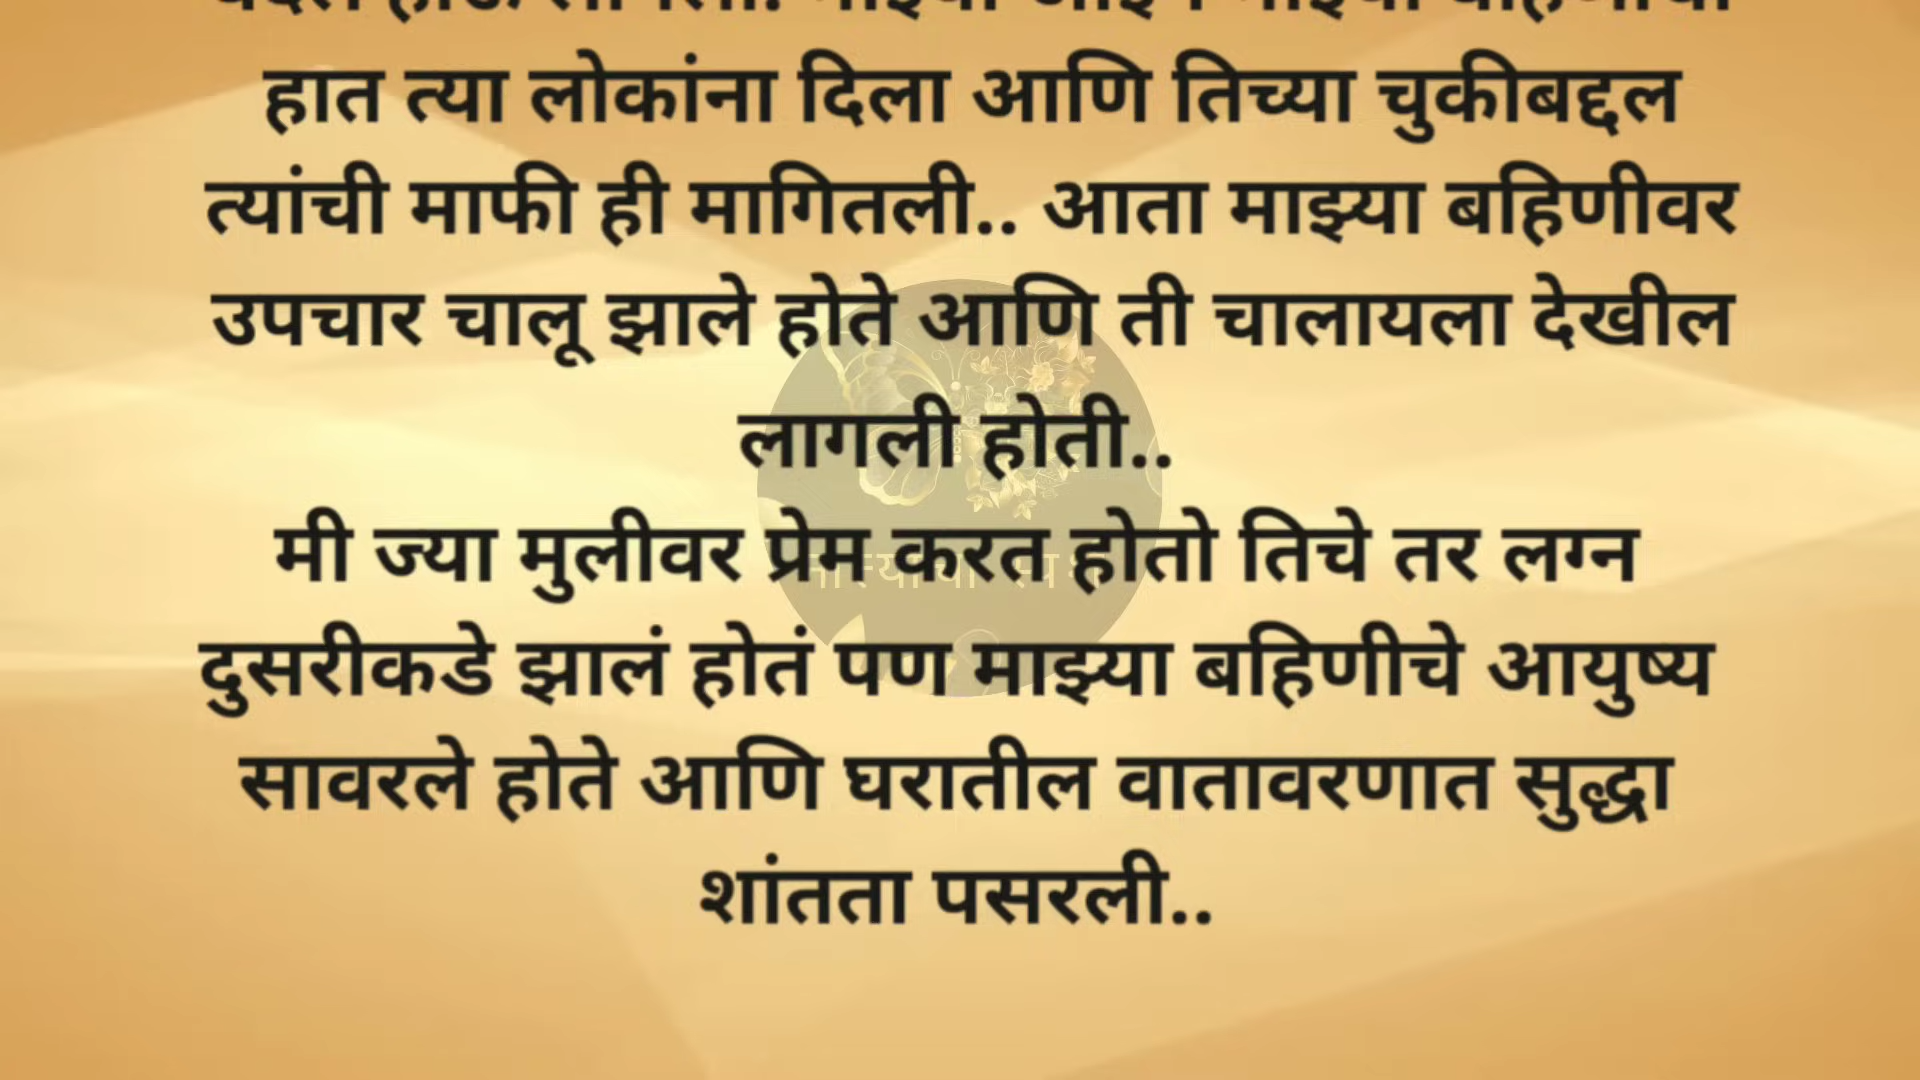 हात त्या लोकांना दिला आणि तिच्या चुकीबद्दल
त्यांची माफी ही मागितली.. आता माझ्या बहिणीवर
उपचार चालू झाले होते आणि ती चालायला देखील
लागली होती..
मी ज्या मुलीवर प्रेम करत होतो तिचे तर लग्न
दुसरीकडे झालं होतं पण माझ्या बहिणीचे आयुष्य
सावरले होते आणि घरातील वातावरणात सुद्धा
शांतता पसरली..